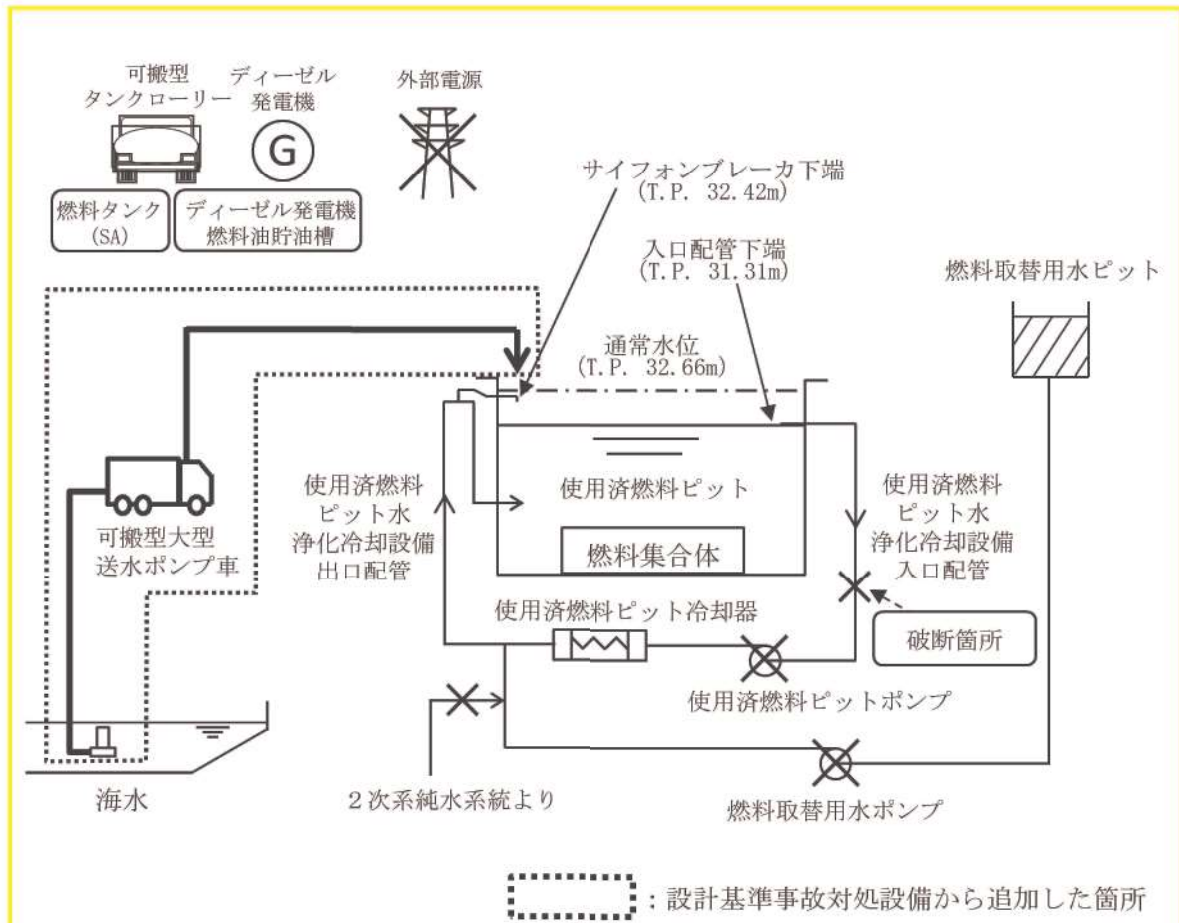 可搬型
タンクローリー
ディーゼル
発電機
外部電源
G
燃料タンク
(SA)
ディーゼル発電機
燃料油貯油槽
サイフォンブレーカ下端
(T.P. 32.42m)
入口配管下端
(T.P. 31.31m)
燃料取替用水ピット
通常水位
(T.P. 32.66m)
使用済燃料
ピット水
浄化冷却設備
出口配管
使用済燃料ピット
使用済燃料
ピット水
浄化冷却設備
入口配管
可搬型大型
送水ポンプ車
燃料集合体
使用済燃料ピット冷却器
破断箇所
使用済燃料ピットポンプ
海水
2次系純水系統より
燃料取替用水ポンプ
:設計基準事故対処設備から追加した箇所